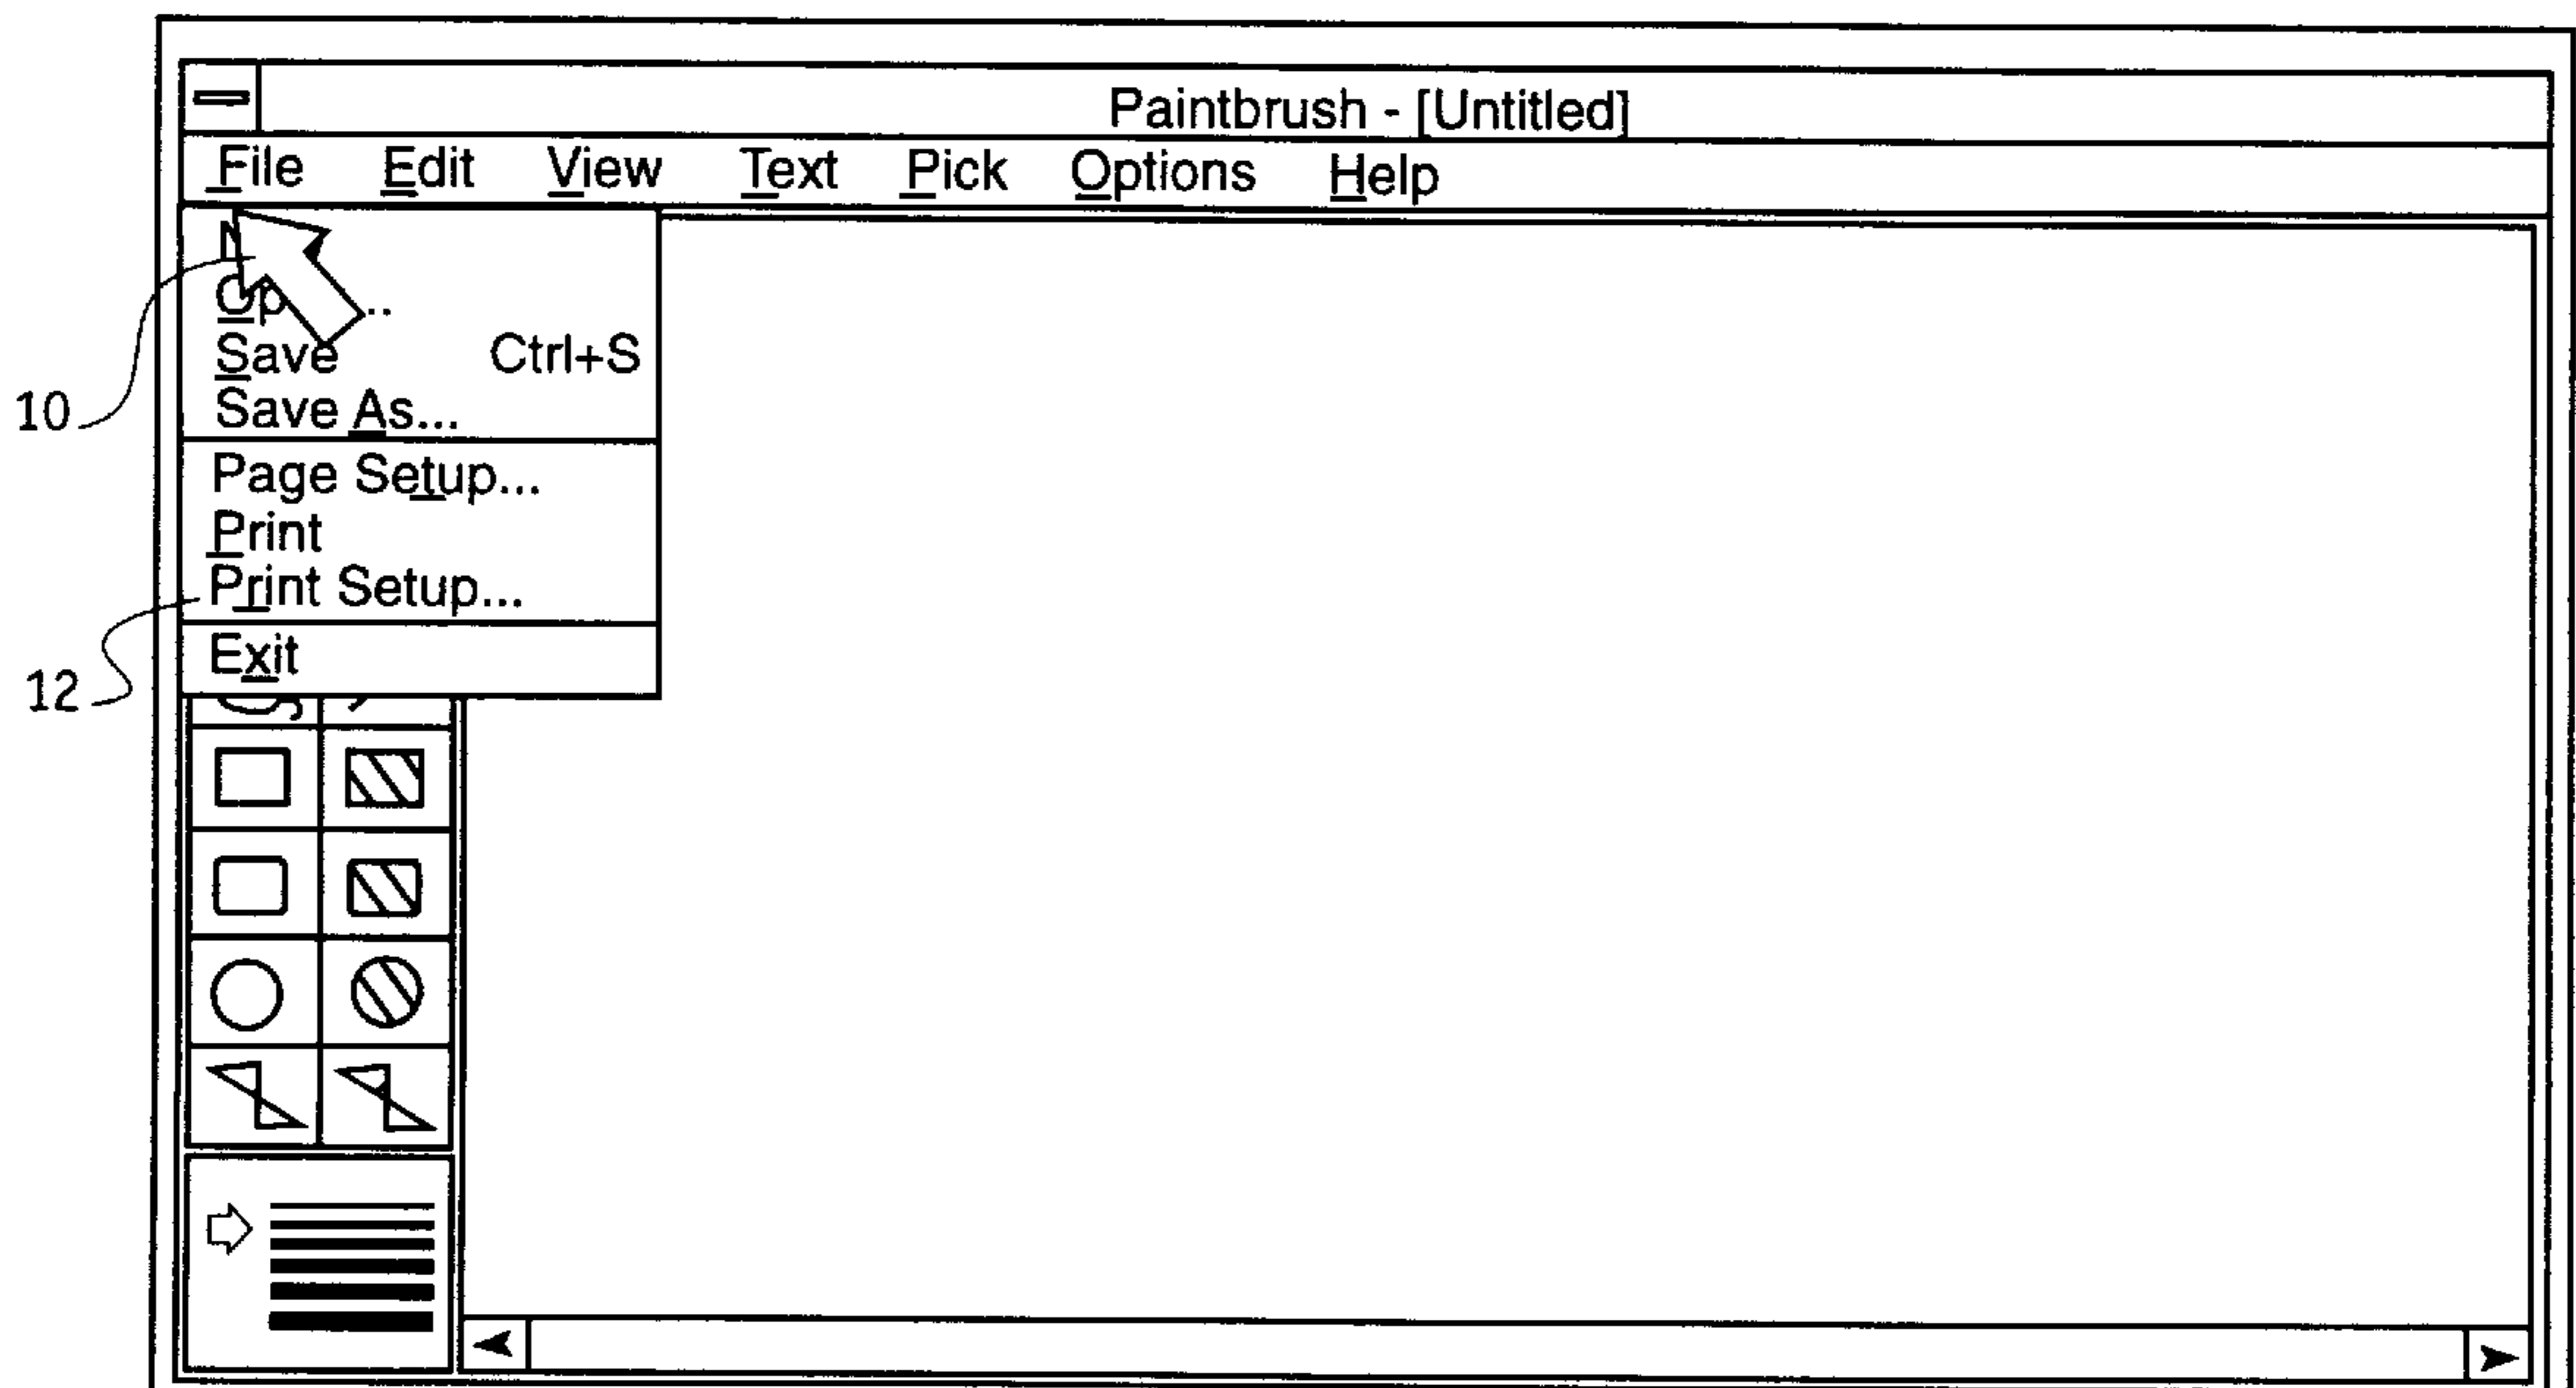 Paintbrush - [Untitled]
File Edit View Text Pick Options Help
Save Ctrl+S
Save As...
Page Setup...
Print
Print Setup...
Exit
10
12